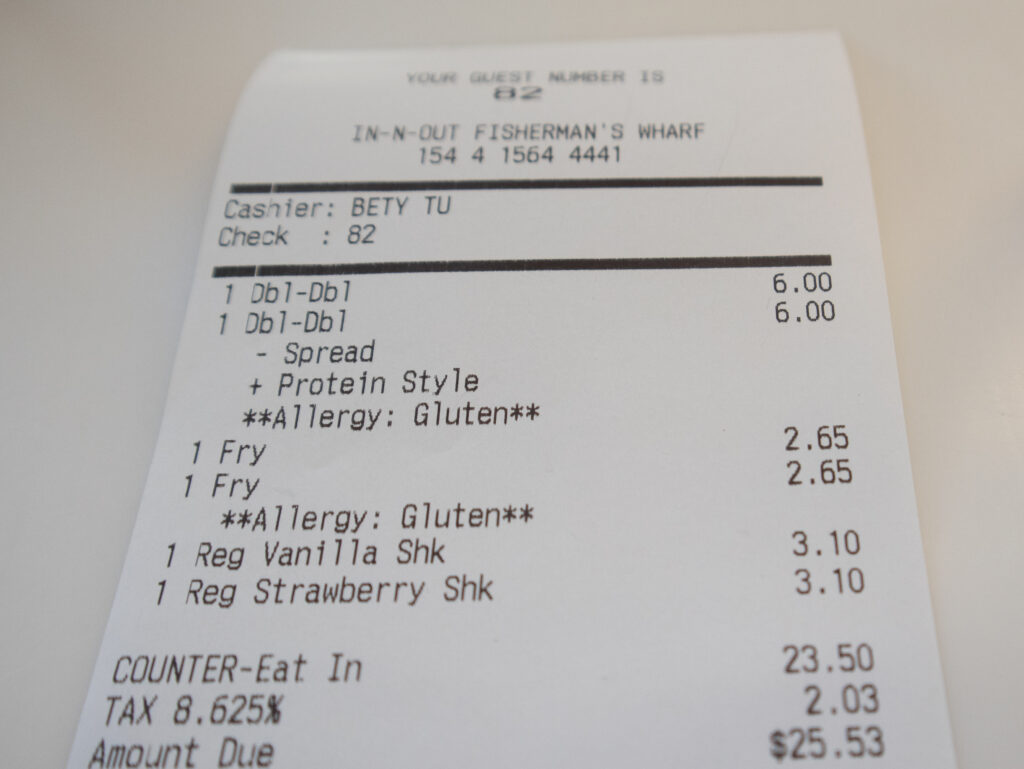 YOUR GUEST NUMBER IS
82
IN-N-OUT FISHERMAN'S WHARF
154 4 1564 4441
Cashier: BETY TU
Check : 82
1 Dbl-Dbl 6.00
1 Dbl-Dbl 6.00
- Spread
+ Protein Style
**Allergy: Gluten**
1 Fry 2.65
1 Fry 2.65
**Allergy: Gluten**
1 Reg Vanilla Shk 3.10
1 Reg Strawberry Shk 3.10
COUNTER-Eat In 23.50
TAX 8.625% 2.03
Amount Due $25.53